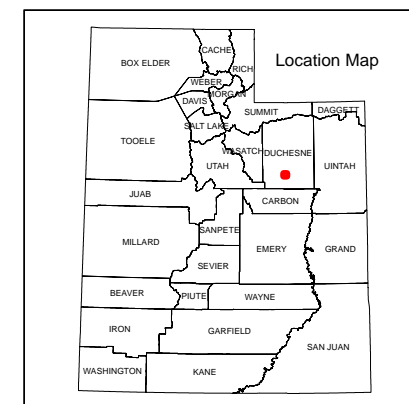 Location Map
BOX ELDER
CACHE
RICH
WEBER
MORGAN
DAVIS
SUMMIT
DAGGETT
SALT LAKE
TOOELE
WASATCH
DUCHESNE
UTAH
UINTAH
JUAB
CARBON
SANPETE
MILLARD
EMERY
GRAND
SEVIER
BEAVER
PIUTE
WAYNE
IRON
GARFIELD
SAN JUAN
WASHINGTON
KANE